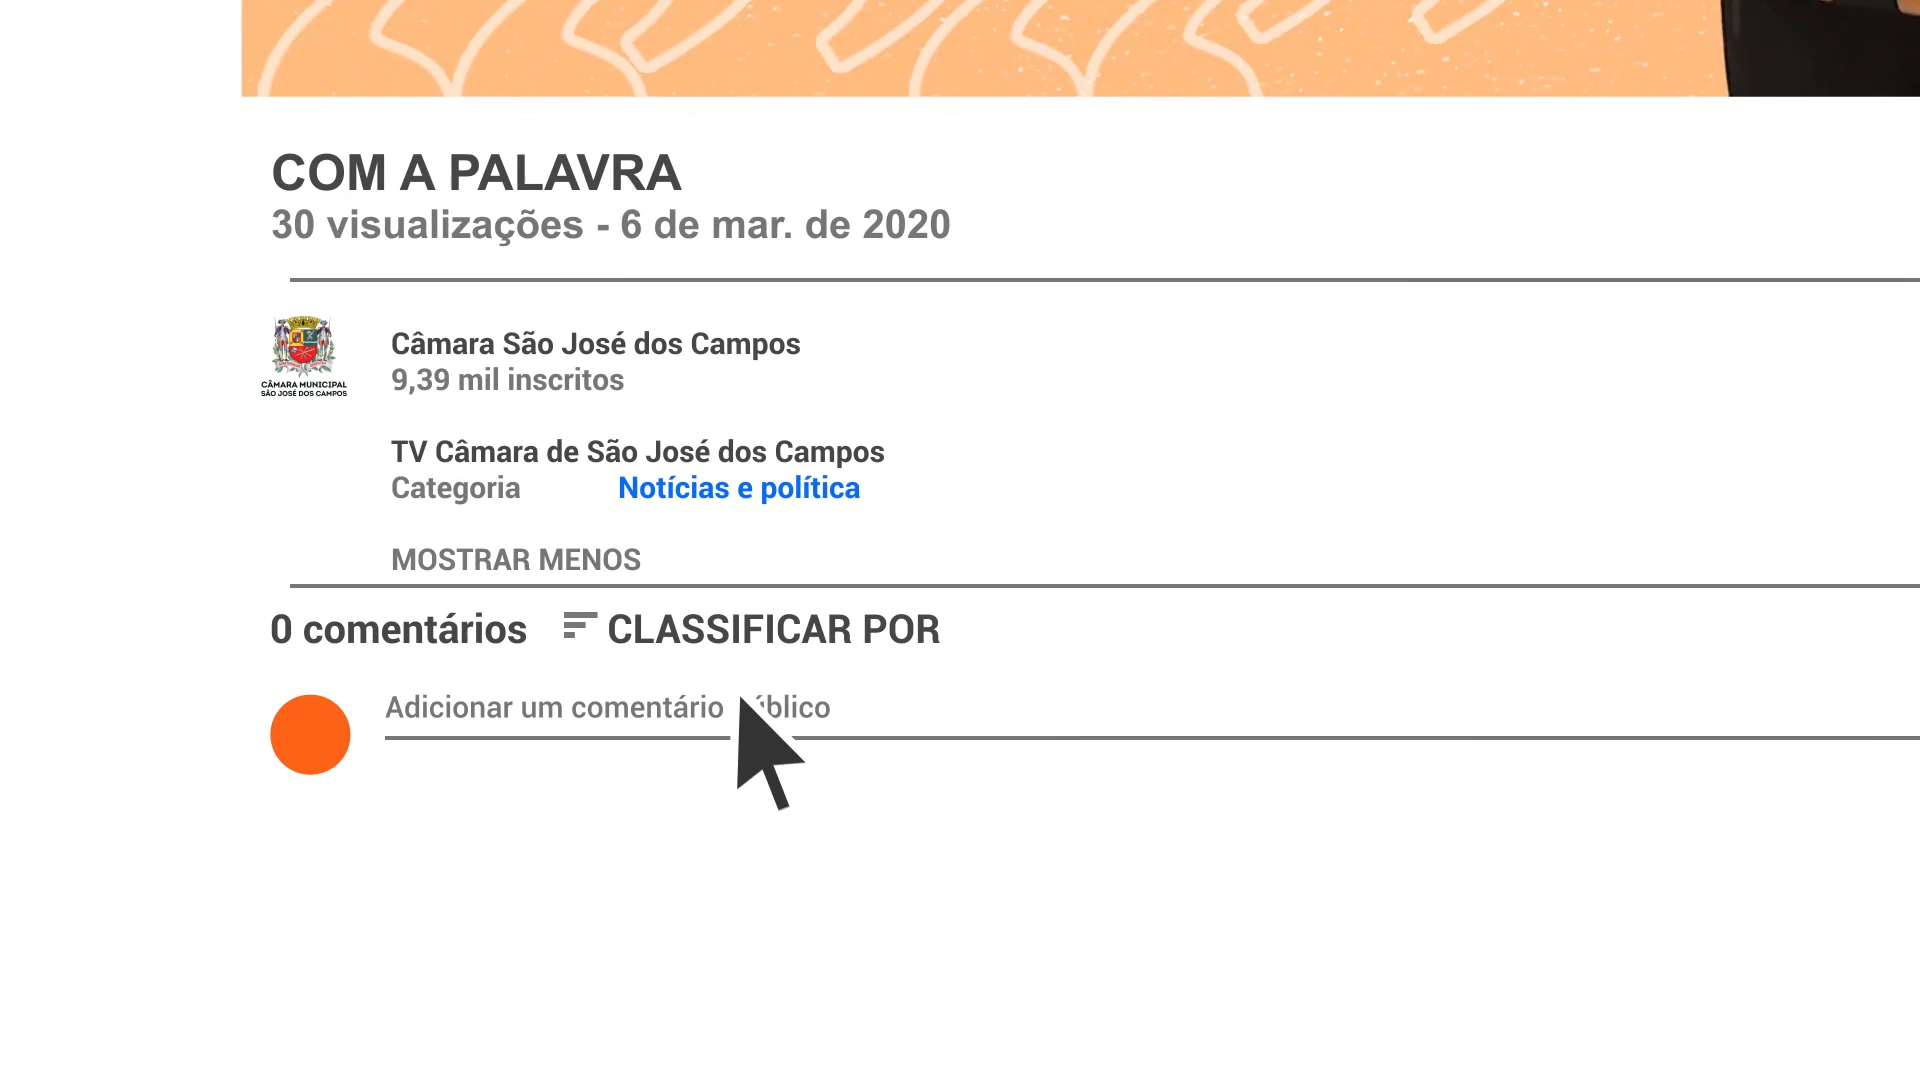 COM A PALAVRA
30 visualizações - 6 de mar. de 2020
CÂMARA MUNICIPAL
SÃO JOSÉ DOS CAMPOS
Câmara São José dos Campos
9,39 mil inscritos
TV Câmara de São José dos Campos
Categoria Notícias e política
MOSTRAR MENOS
0 comentários CLASSIFICAR POR
Adicionar um comentário público